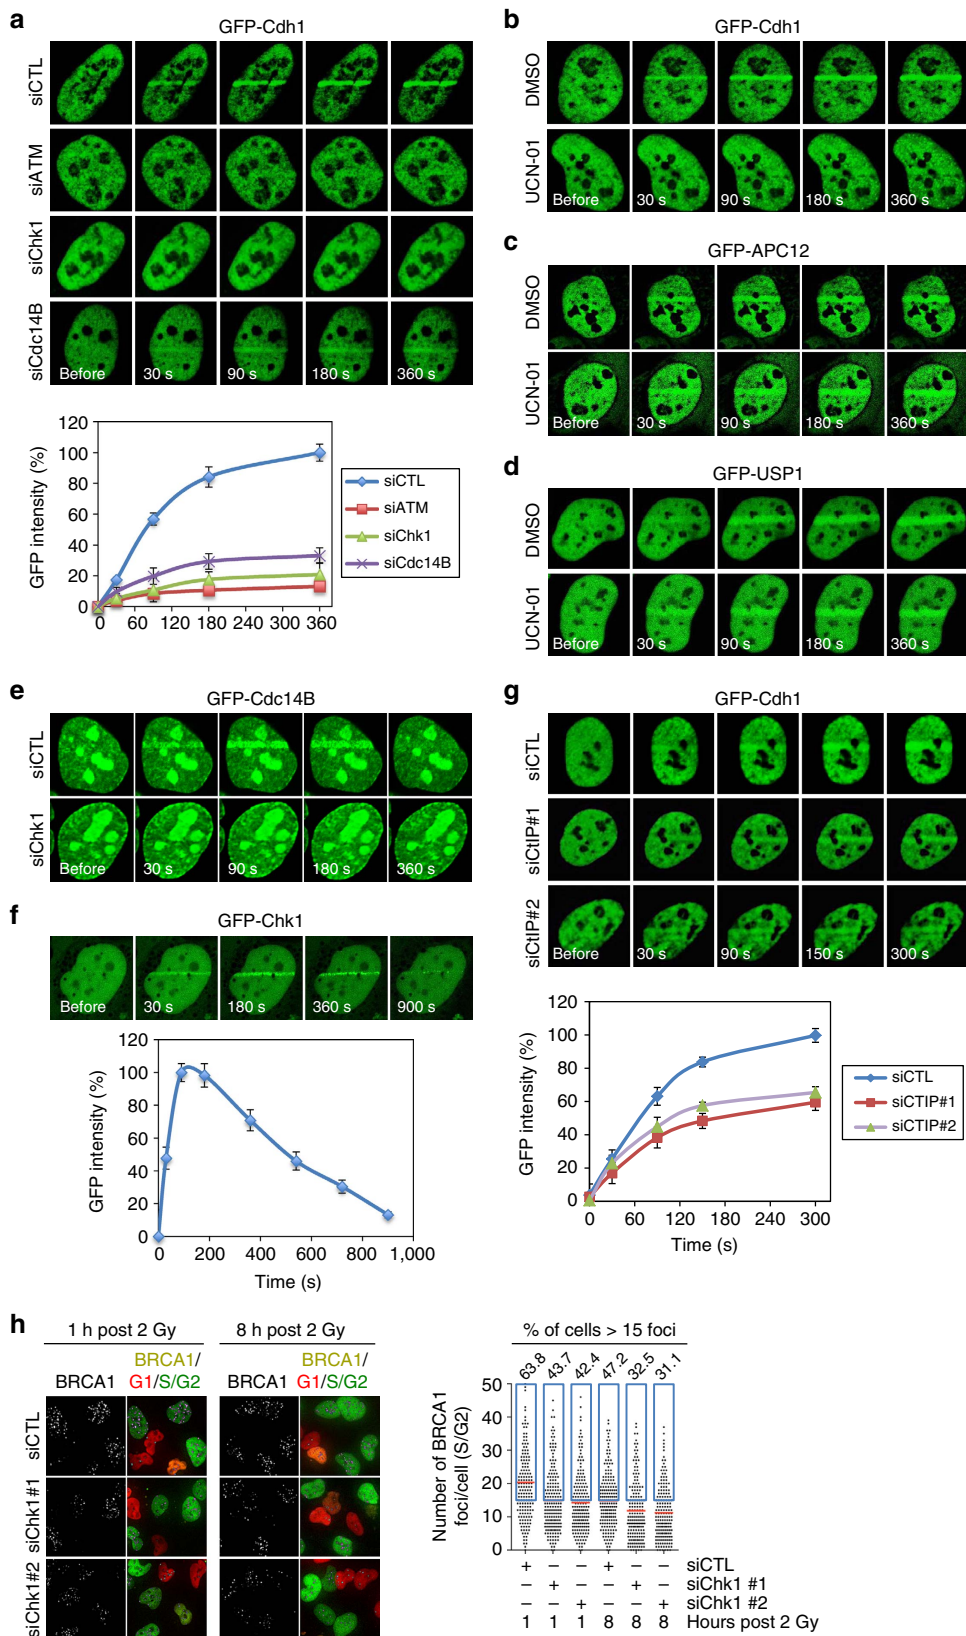 a
GFP-Cdh1
siCTL
siATM
siChk1
siCdc14B
Before 30 s 90 s 180 s 360 s
GFP intensity (%)
120
100
80
60
40
20
0
0 60 120 180 240 300 360
siCTL
siATM
siChk1
siCdc14B
b
GFP-Cdh1
DMSO
UCN-01
Before 30 s 90 s 180 s 360 s
c
GFP-APC12
DMSO
UCN-01
Before 30 s 90 s 180 s 360 s
d
GFP-USP1
DMSO
UCN-01
Before 30 s 90 s 180 s 360 s
e
GFP-Cdc14B
siCTL
siChk1
Before 30 s 90 s 180 s 360 s
f
GFP-Chk1
Before 30 s 180 s 360 s 900 s
GFP intensity (%)
120
100
80
60
40
20
0
0 200 400 600 800 1,000
Time (s)
g
GFP-Cdh1
siCTL
siCtIP#1
siCtIP#2
Before 30 s 90 s 150 s 300 s
GFP intensity (%)
120
100
80
60
40
20
0
0 60 120 180 240 300
Time (s)
siCTL
siCTIP#1
siCTIP#2
h
1 h post 2 Gy 8 h post 2 Gy
BRCA1/ BRCA1/
BRCA1 G1/S/G2 BRCA1 G1/S/G2
siCTL
siChk1#1
siChk1#2
% of cells > 15 foci
63.8 43.7 42.4 47.2 32.5 31.1
Number of BRCA1
foci/cell (S/G2)
50
40
30
20
10
0
+ – – + – – siCTL
– + – – + – siChk1 #1
– – + – – + siChk1 #2
1 1 1 8 8 8 Hours post 2 Gy